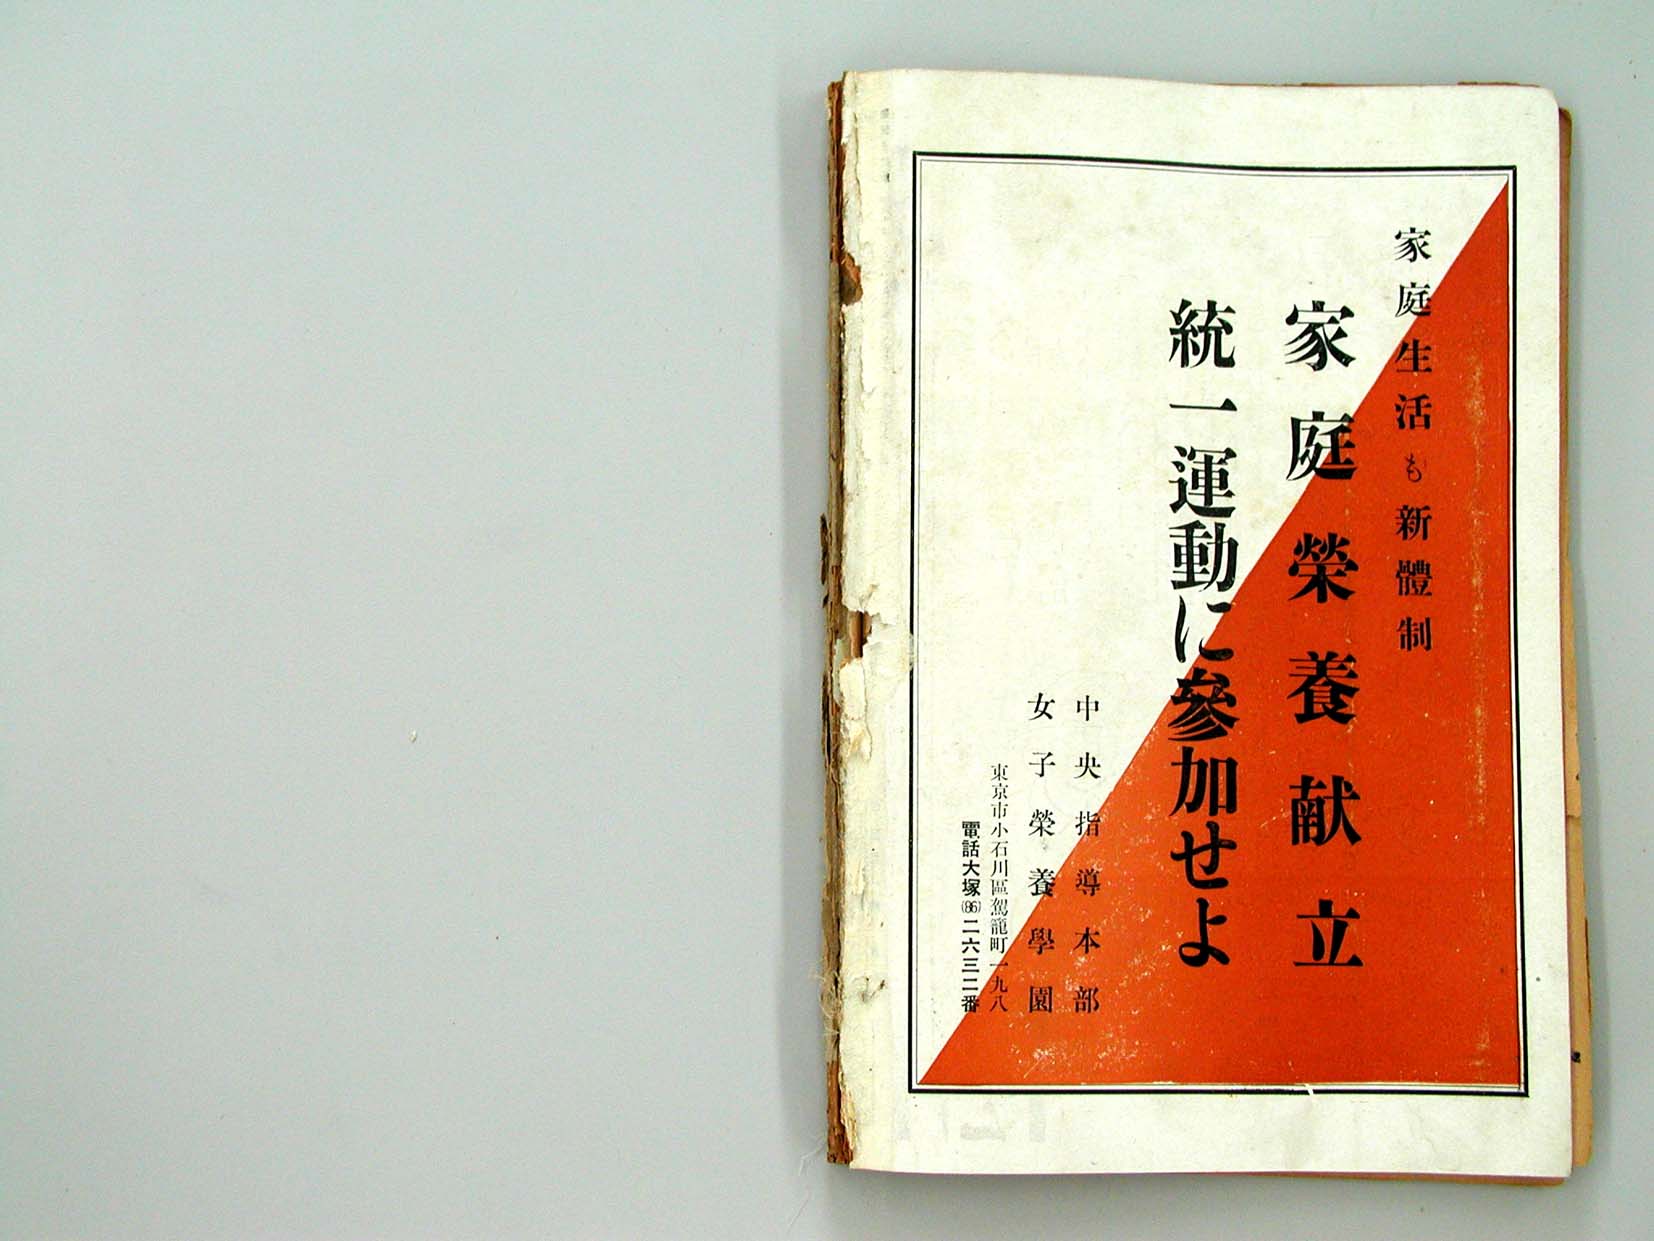 家庭生活も新體制
家庭榮養献立
統一運動に參加せよ
中央指導本部
女子榮養學園
東京市小石川區駕籠町一九八
電話大塚(86)二六三二番